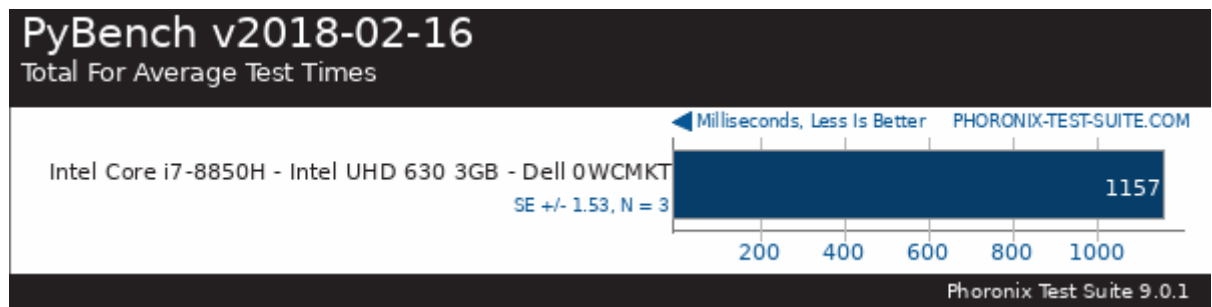 PyBench v2018-02-16
Total For Average Test Times
Milliseconds, Less Is Better PHORONIX-TEST-SUITE.COM
Intel Core i7-8850H - Intel UHD 630 3GB - Dell 0WCMKT
1157
SE +/- 1.53, N = 3
200 400 600 800 1000
Phoronix Test Suite 9.0.1